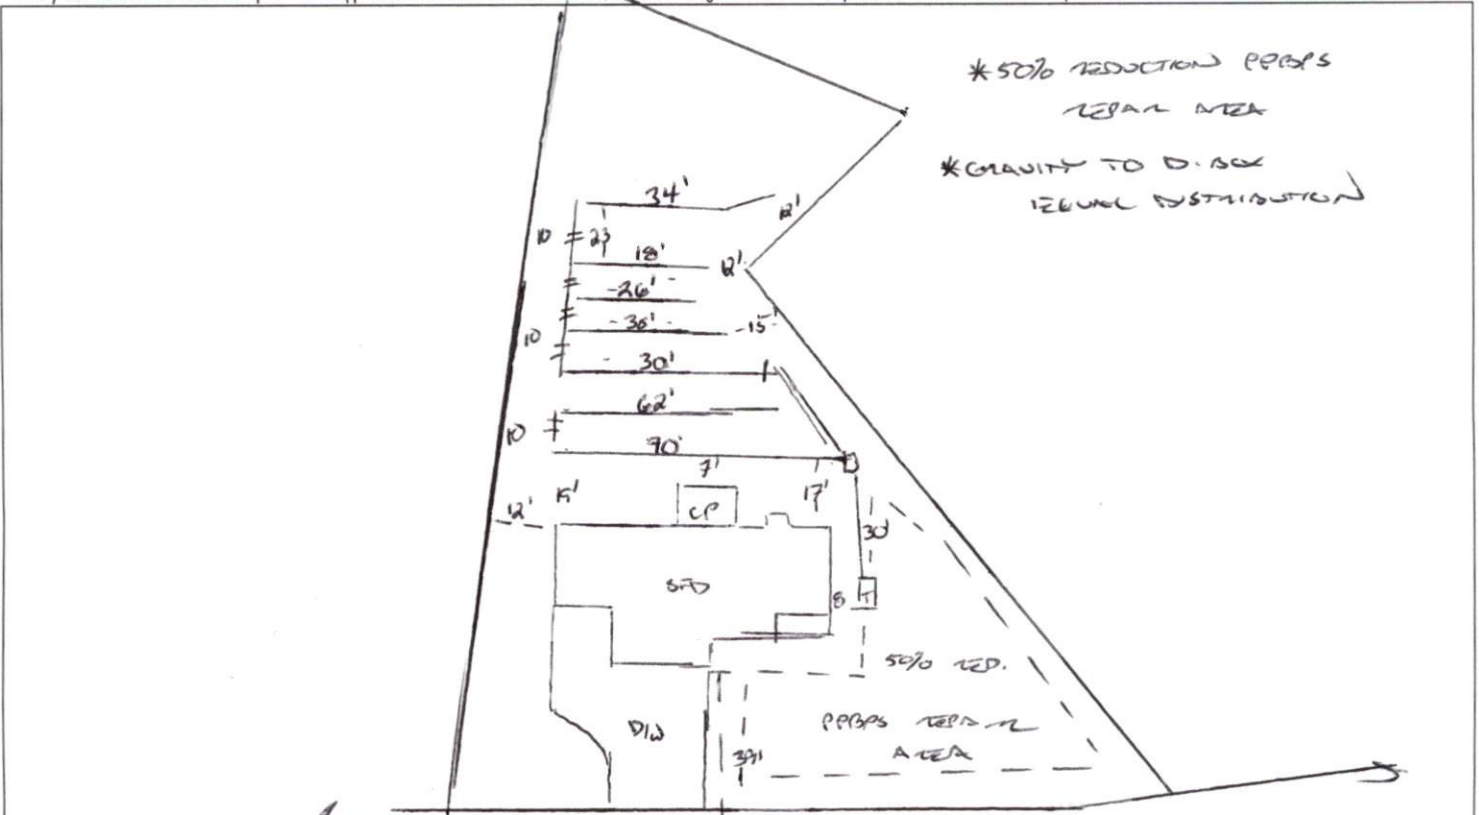 *50% REDUCTION PPBPS
REPAIR AREA
*GRAVITY TO D-BOX
EQUAL DISTRIBUTION
34'
12'
10
23
18'
12'
-26'-
-36'-
-15'
10
30'
62'
10
70'
7'
12'
15'
CP
17'
30'
SFD
8
T
50% RED.
D/W
PPBPS REPAIR
AREA
39'